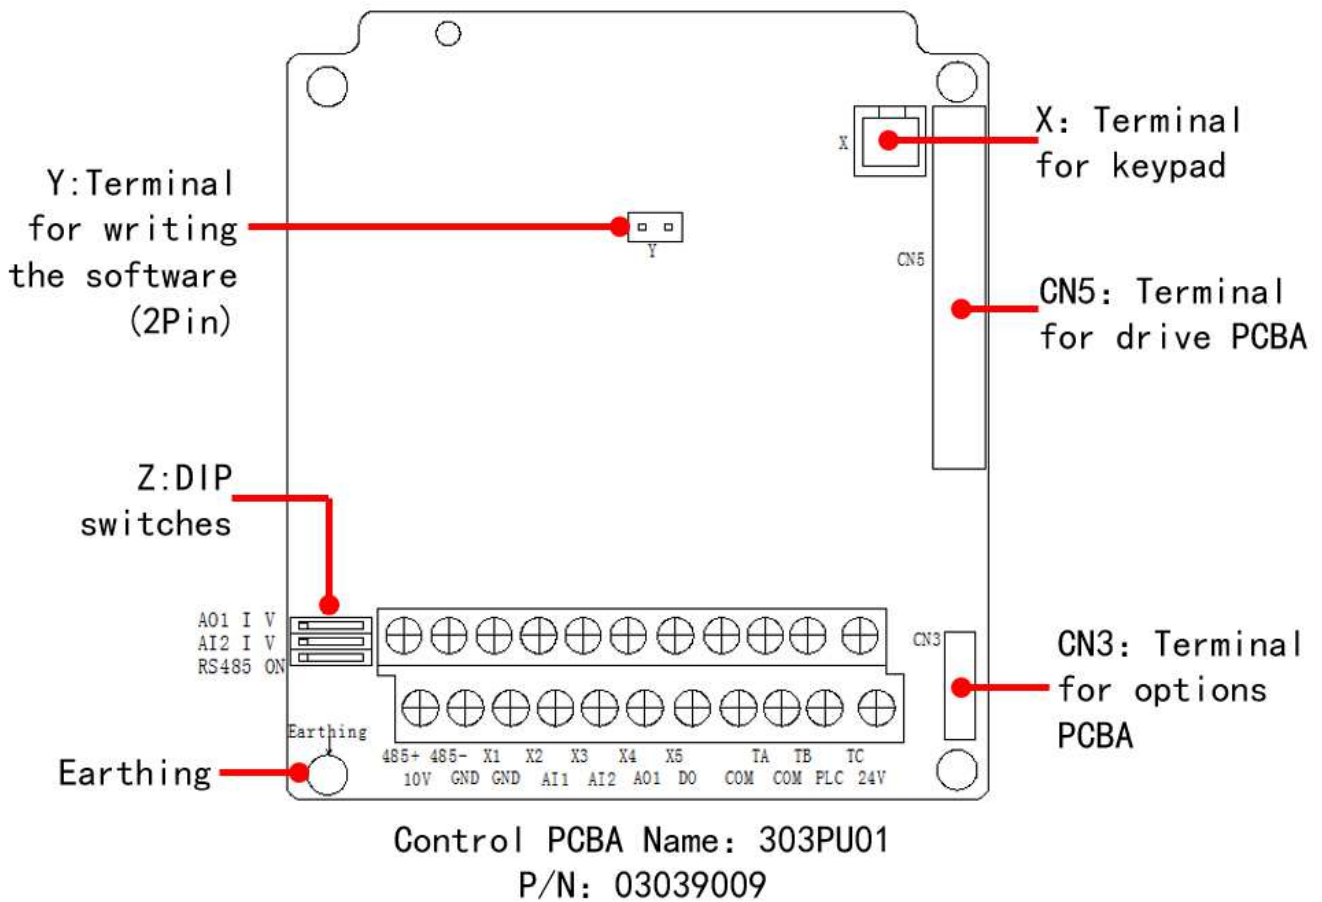 X: Terminal
for keypad
X
Y:Terminal
for writing
the software
(2Pin)
Y
CN5
CN5: Terminal
for drive PCBA
Z:DIP
switches
AO1 I V
AI2 I V
RS485 ON
CN3
CN3: Terminal
for options
PCBA
Earthing
Earthing
485+ 485- X1 X2 X3 X4 X5 TA TB TC
10V GND GND AI1 AI2 AO1 DO COM COM PLC 24V
Control PCBA Name: 303PU01
P/N: 03039009